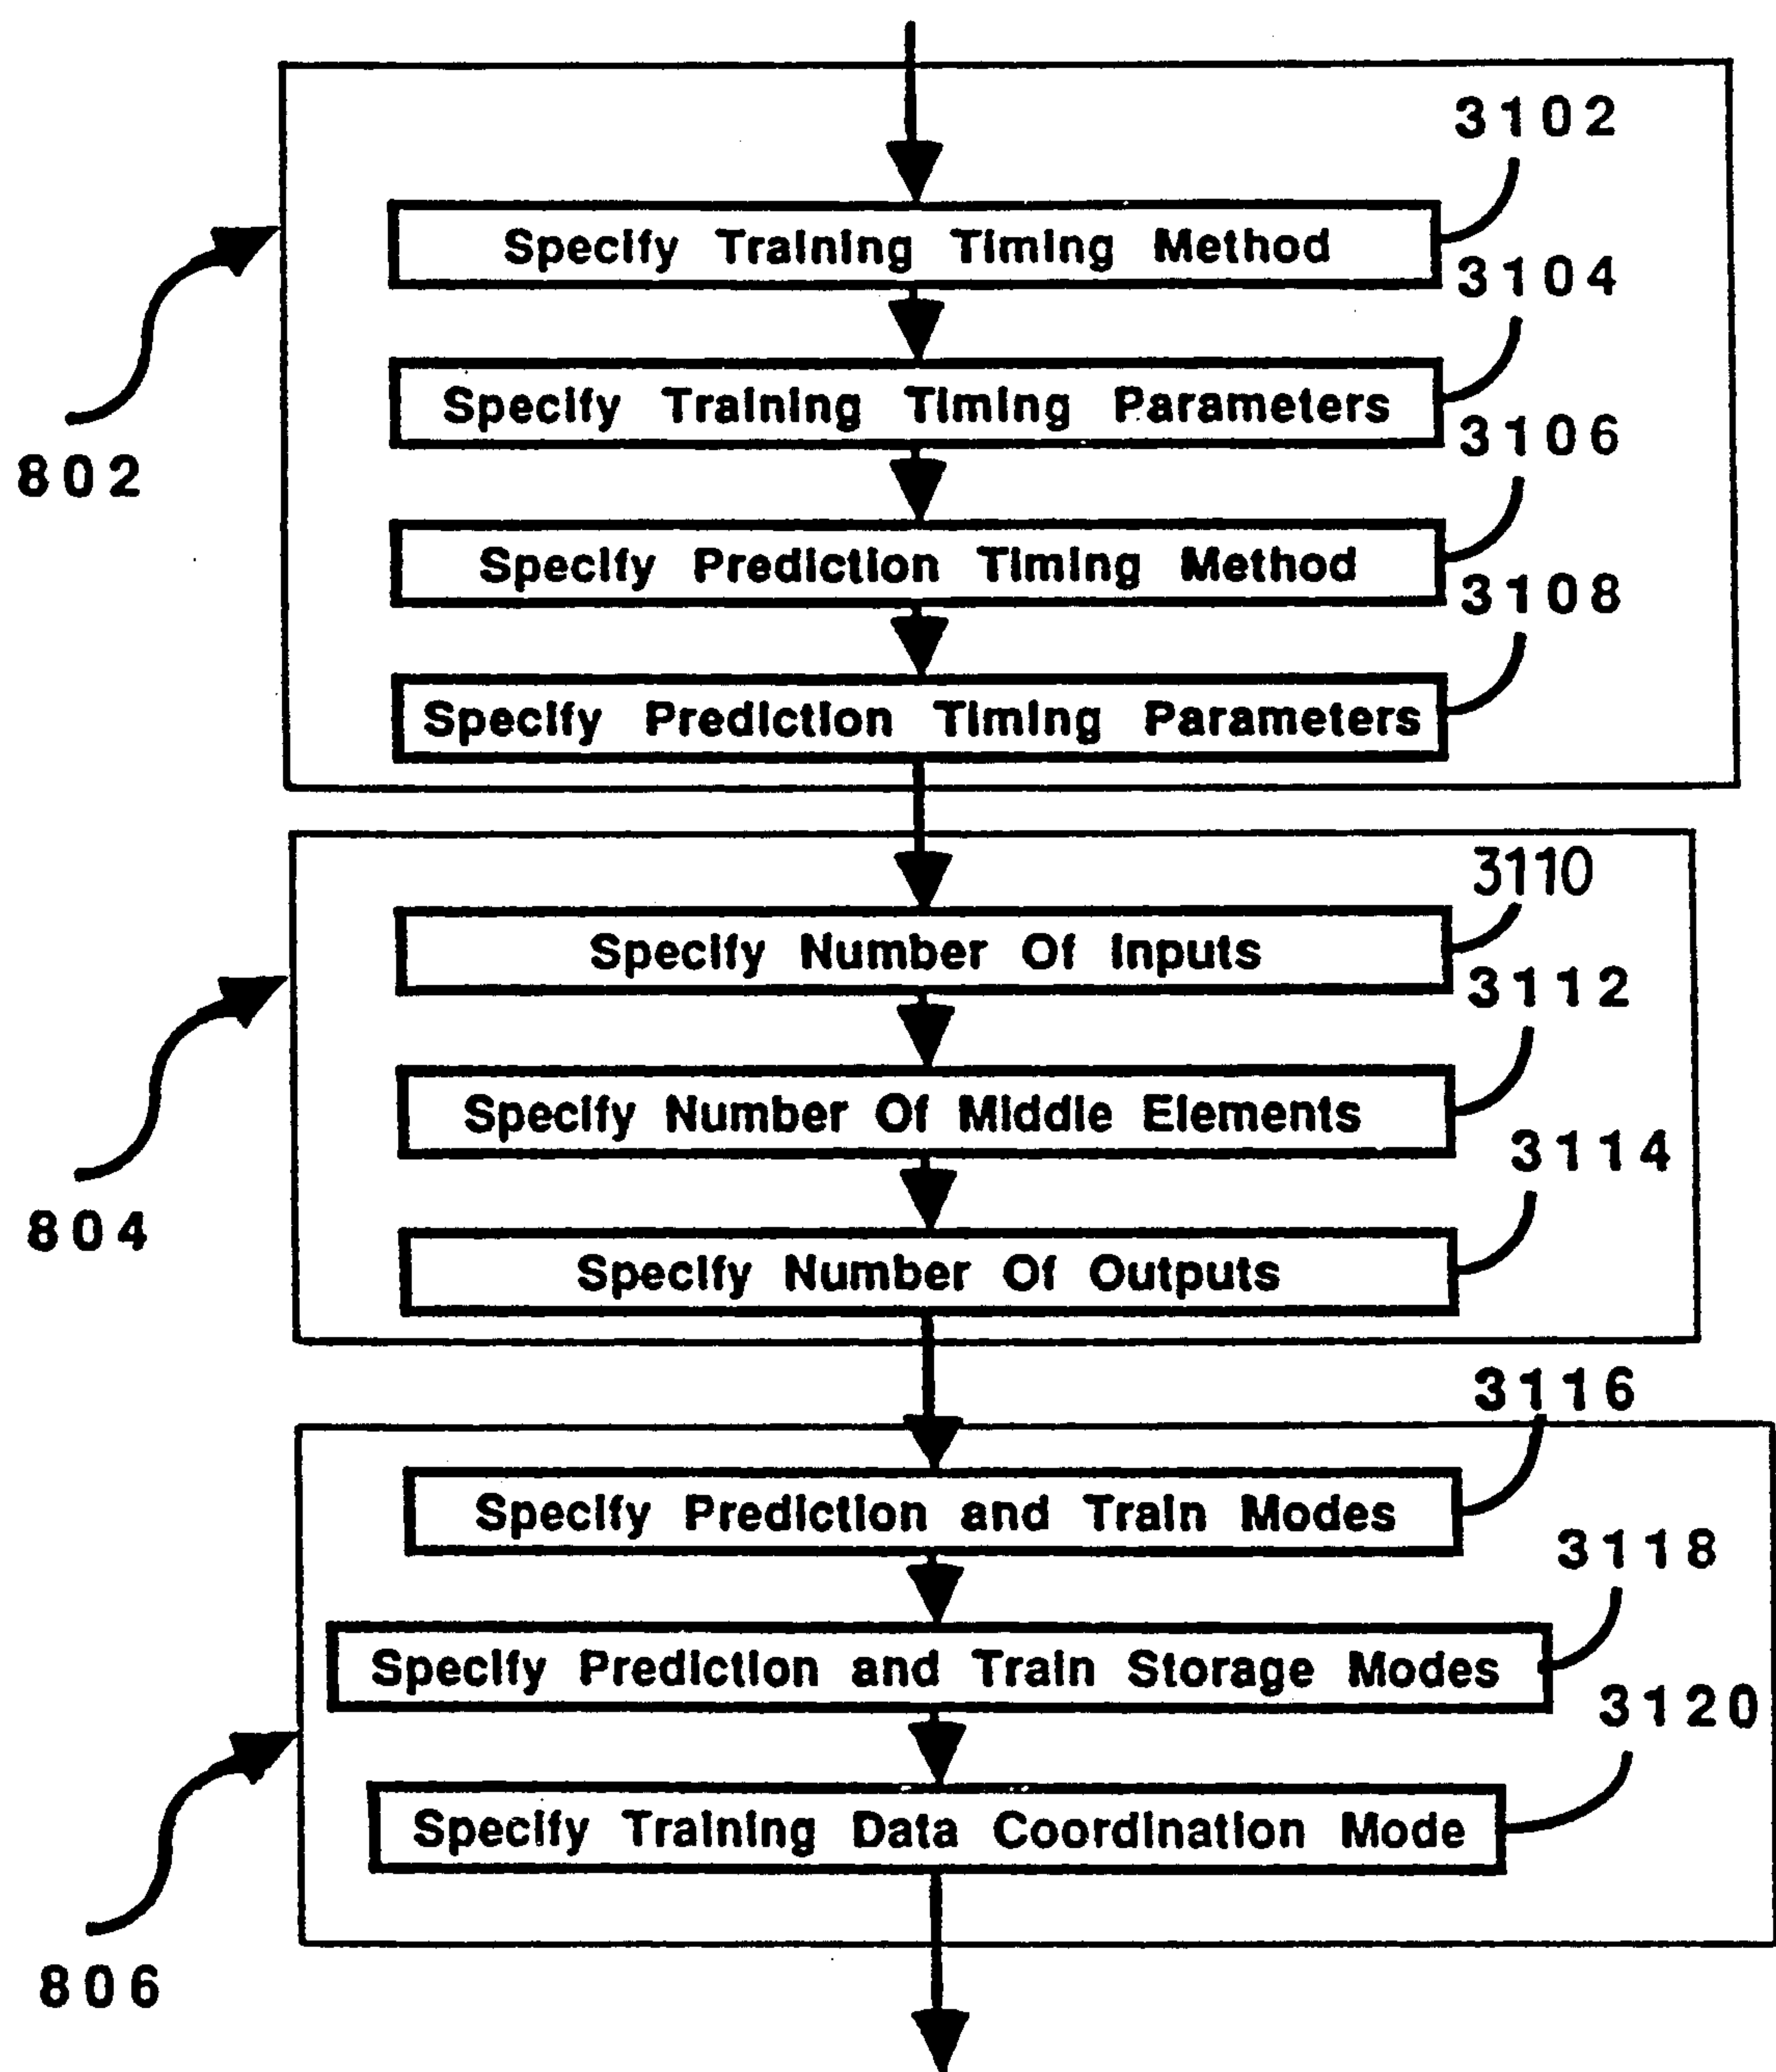 3102
Specify Training Timing Method
3104
Specify Training Timing Parameters
3106
802
Specify Prediction Timing Method
3108
Specify Prediction Timing Parameters
3110
Specify Number Of Inputs
3112
Specify Number Of Middle Elements
3114
804
Specify Number Of Outputs
3116
Specify Prediction and Train Modes
3118
Specify Prediction and Train Storage Modes
3120
Specify Training Data Coordination Mode
806